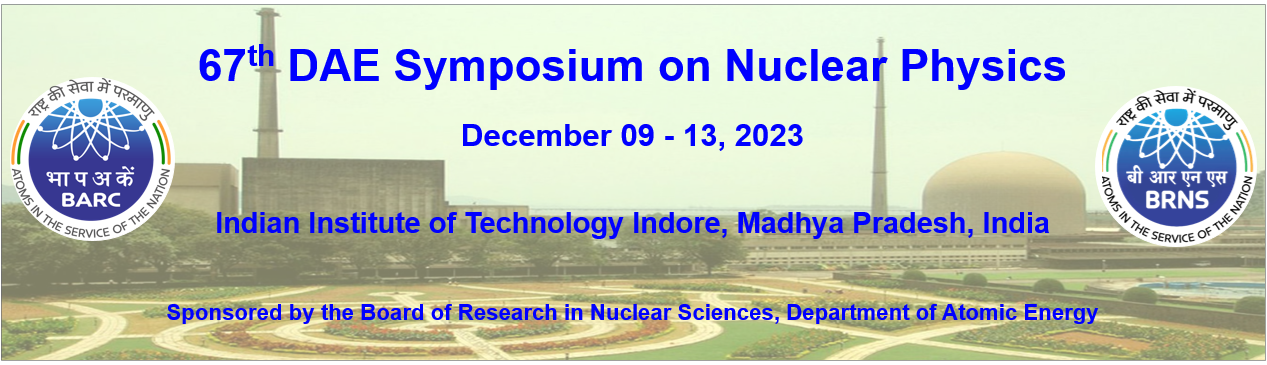 67th DAE Symposium on Nuclear Physics
December 09 - 13, 2023
राष्ट्र की सेवा में परमाणु
भा प अ कें
BARC
ATOMS IN THE SERVICE OF THE NATION
राष्ट्र की सेवा में परमाणु
बी आर एन एस
BRNS
ATOMS IN THE SERVICE OF THE NATION
Indian Institute of Technology Indore, Madhya Pradesh, India
Sponsored by the Board of Research in Nuclear Sciences, Department of Atomic Energy